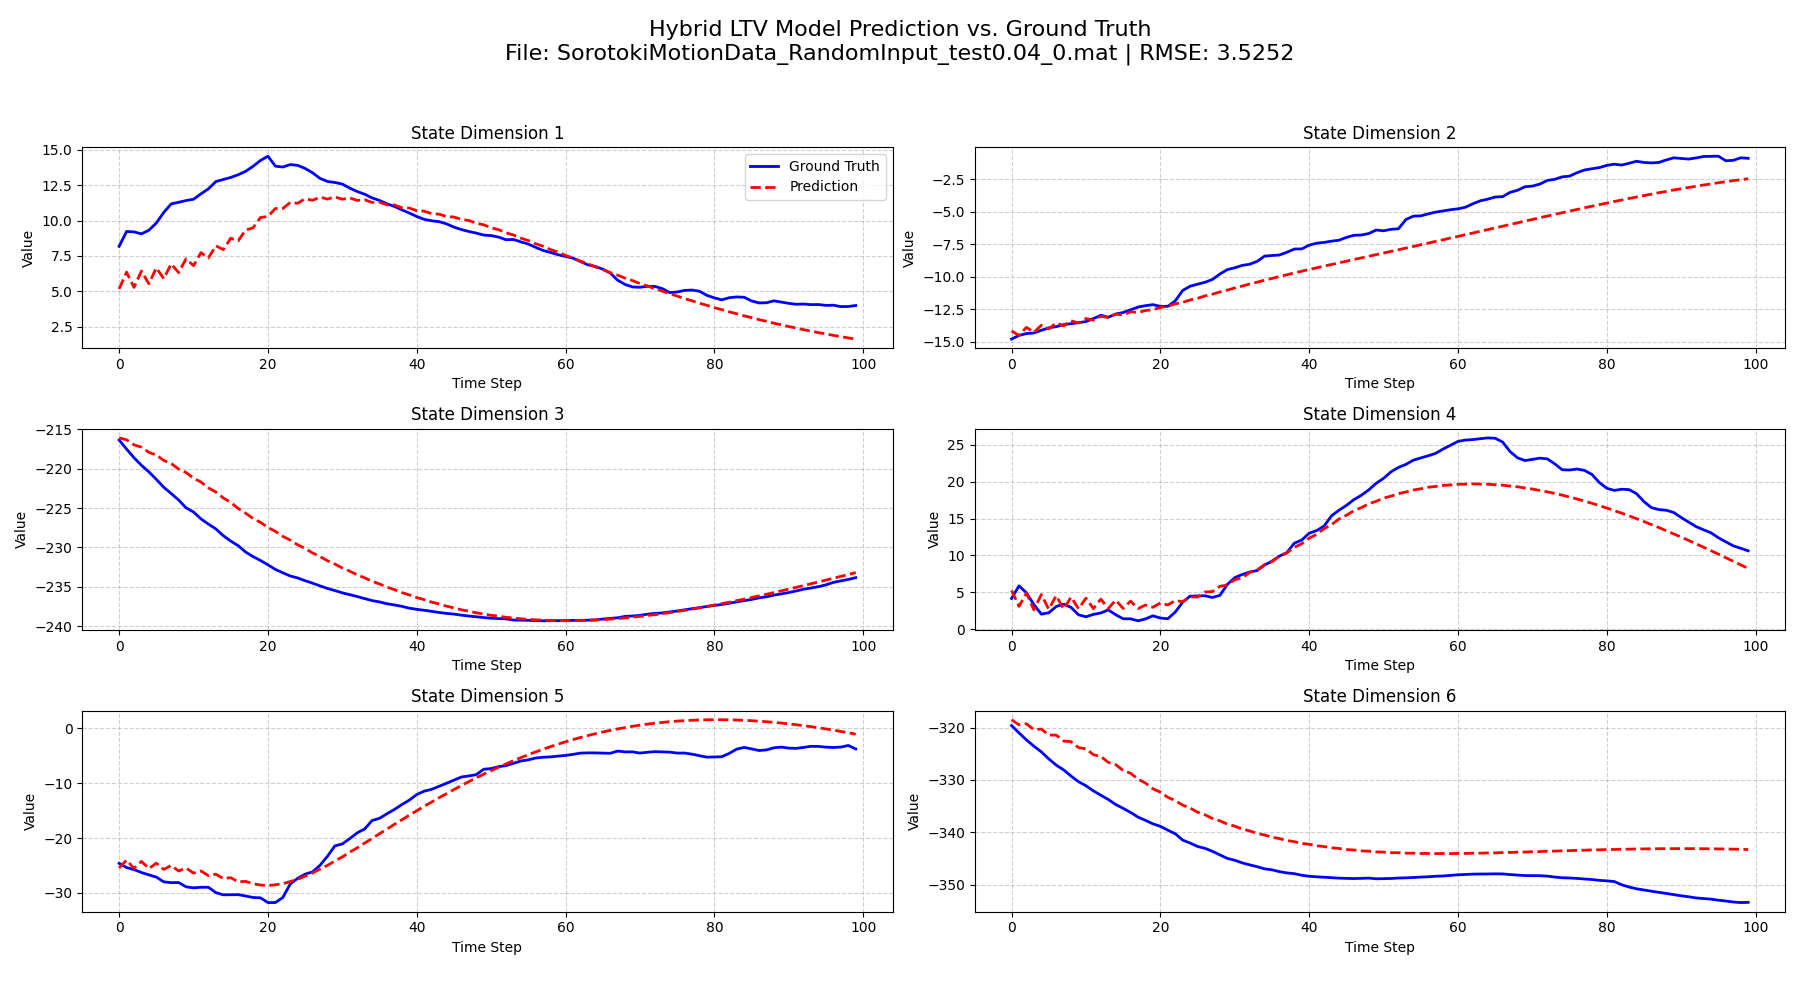 Hybrid LTV Model Prediction vs. Ground Truth
File: SorotokiMotionData_RandomInput_test0.04_0.mat | RMSE: 3.5252
State Dimension 1
15.0
12.5
10.0
7.5
5.0
2.5
Value
Ground Truth
Prediction
0 20 40 60 80 100
Time Step
State Dimension 2
−2.5
−5.0
−7.5
−10.0
−12.5
−15.0
Value
0 20 40 60 80 100
Time Step
State Dimension 3
−215
−220
−225
−230
−235
−240
Value
0 20 40 60 80 100
Time Step
State Dimension 4
25
20
15
10
5
0
Value
0 20 40 60 80 100
Time Step
State Dimension 5
0
−10
−20
−30
Value
0 20 40 60 80 100
Time Step
State Dimension 6
−320
−330
−340
−350
Value
0 20 40 60 80 100
Time Step